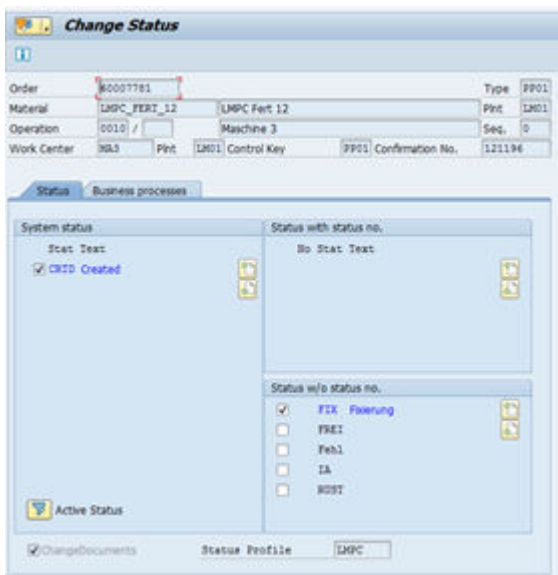 Change Status
Order 60007781 Type PP01
Material LMPC_FERT_12 LMPC Fert 12 Plnt LM01
Operation 0010 / Maschine 3 Seq. 0
Work Center MA3 Plnt LM01 Control Key PP01 Confirmation No. 121196
Status Business processes
System status Status with status no.
Stat Text No Stat Text
CRTD Created
Status w/o status no.
FIX Fixierung
FREI
Fehl
IA
RÜST
Active Status
ChangeDocuments Status Profile LMPC